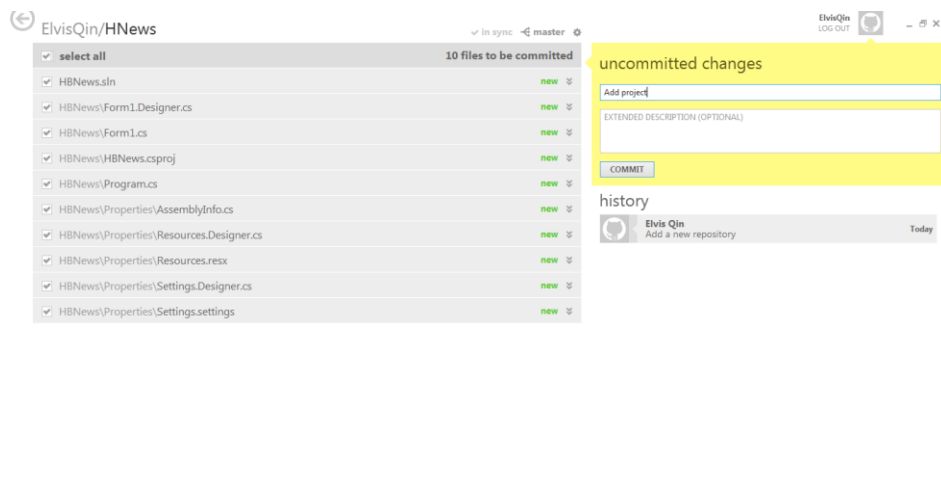 ElvisQin/HNews
in sync master
ElvisQin
LOG OUT
select all 10 files to be committed
HBNews.sln new
HBNews\Form1.Designer.cs new
HBNews\Form1.cs new
HBNews\HBNews.csproj new
HBNews\Program.cs new
HBNews\Properties\AssemblyInfo.cs new
HBNews\Properties\Resources.Designer.cs new
HBNews\Properties\Resources.resx new
HBNews\Properties\Settings.Designer.cs new
HBNews\Properties\Settings.settings new
uncommitted changes
Add project
EXTENDED DESCRIPTION (OPTIONAL)
COMMIT
history
Elvis Qin
Add a new repository Today